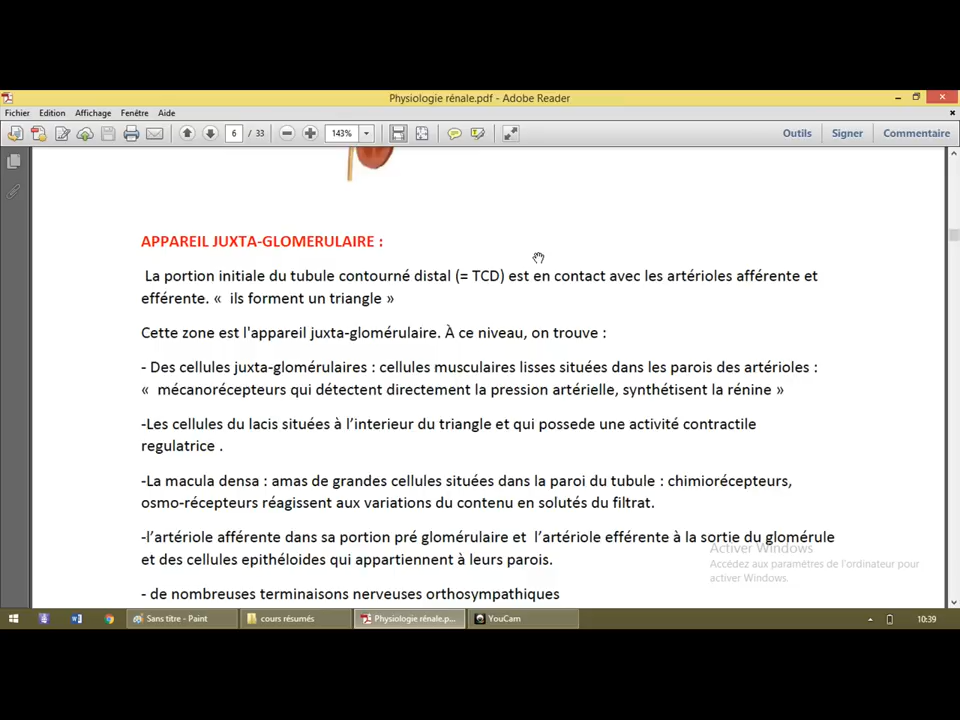 Physiologie rénale.pdf - Adobe Reader
Fichier Edition Affichage Fenêtre Aide
6 / 33 143% Outils Signer Commentaire
APPAREIL JUXTA-GLOMERULAIRE :
La portion initiale du tubule contourné distal (= TCD) est en contact avec les artérioles afférente et
efférente. « ils forment un triangle »
Cette zone est l'appareil juxta-glomérulaire. À ce niveau, on trouve :
- Des cellules juxta-glomérulaires : cellules musculaires lisses situées dans les parois des artérioles :
« mécanorécepteurs qui détectent directement la pression artérielle, synthétisent la rénine »
-Les cellules du lacis situées à l’interieur du triangle et qui possede une activité contractile
regulatrice .
-La macula densa : amas de grandes cellules situées dans la paroi du tubule : chimiorécepteurs,
osmo-récepteurs réagissent aux variations du contenu en solutés du filtrat.
-l’artériole afférente dans sa portion pré glomérulaire et l’artériole efférente à la sortie du glomérule
et des cellules epithéloides qui appartiennent à leurs parois.
- de nombreuses terminaisons nerveuses orthosympathiques
Activer Windows
Accédez aux paramètres de l'ordinateur pour
activer Windows.
Sans titre - Paint cours résumés Physiologie rénale.p... YouCam 10:39